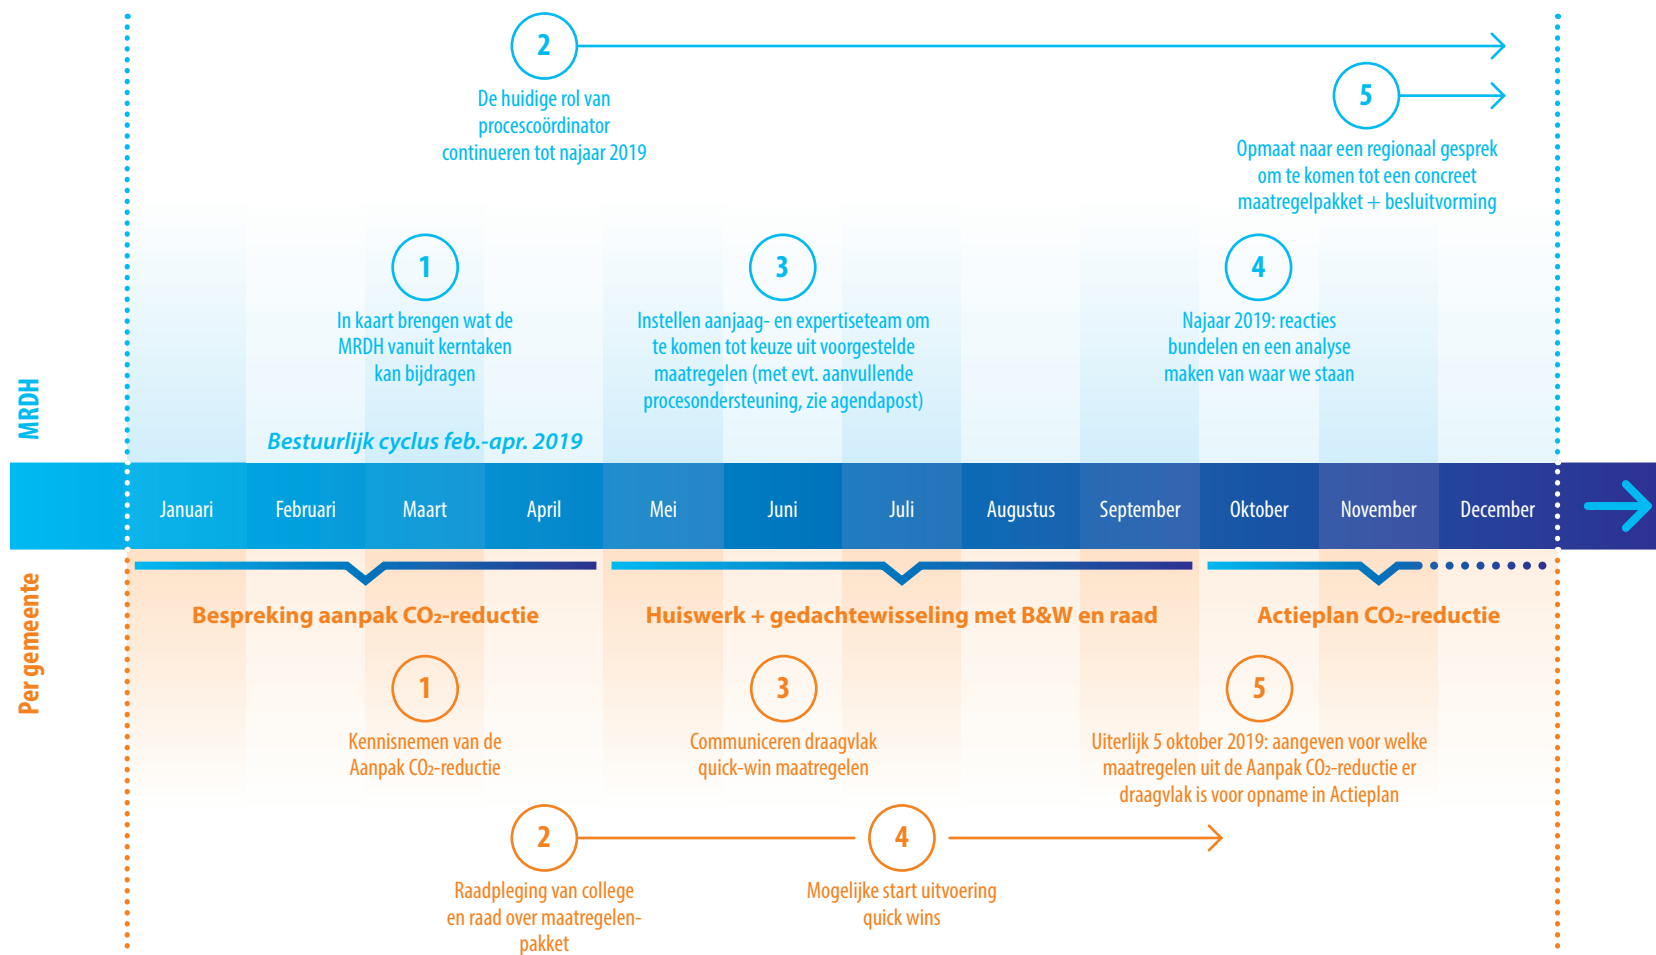 2
De huidige rol van
procescoördinator
continueren tot najaar 2019
5
Opmaat naar een regionaal gesprek
om te komen tot een concreet
maatregelpakket + besluitvorming
1
In kaart brengen wat de
MRDH vanuit kerntaken
kan bijdragen
3
Instellen aanjaag- en expertiseteam om
te komen tot keuze uit voorgestelde
maatregelen (met evt. aanvullende
procesondersteuning, zie agendapost)
4
Najaar 2019: reacties
bundelen en een analyse
maken van waar we staan
MRDH
Bestuurlijk cyclus feb.-apr. 2019
Januari Februari Maart April Mei Juni Juli Augustus September Oktober November December
Per gemeente
Bespreking aanpak CO₂-reductie
Huiswerk + gedachtewisseling met B&W en raad
Actieplan CO₂-reductie
1
Kennisnemen van de
Aanpak CO₂-reductie
3
Communiceren draagvlak
quick-win maatregelen
5
Uiterlijk 5 oktober 2019: aangeven voor welke
maatregelen uit de Aanpak CO₂-reductie er
draagvlak is voor opname in Actieplan
2
Raadpleging van college
en raad over maatregelen-
pakket
4
Mogelijke start uitvoering
quick wins